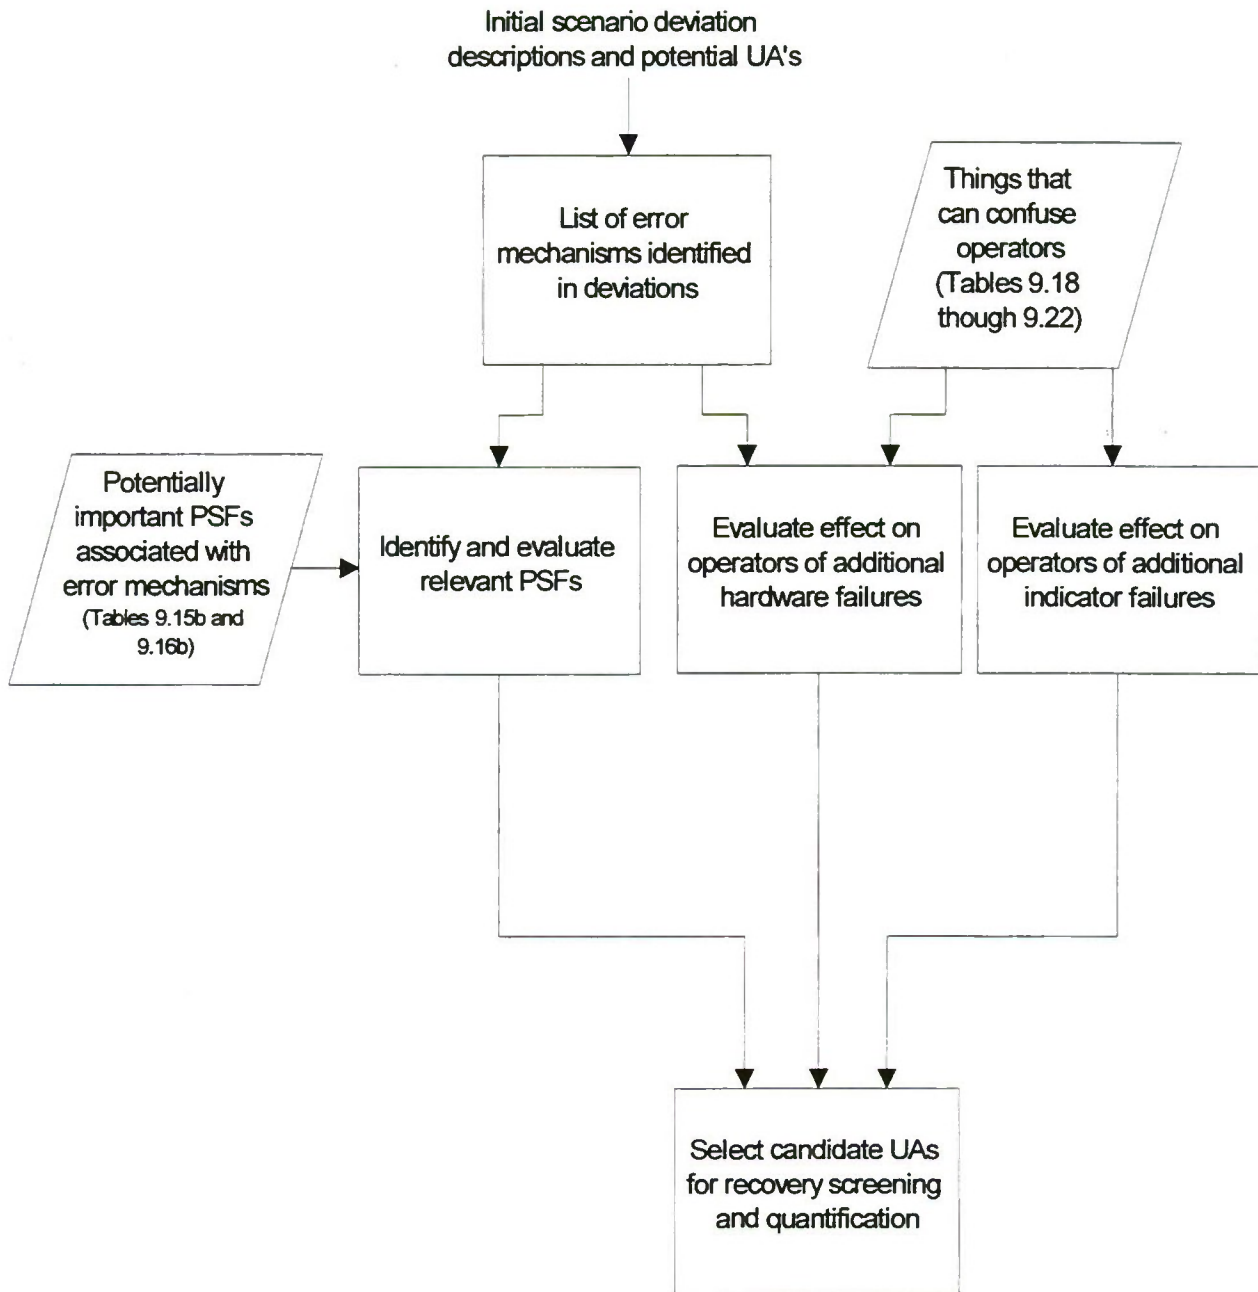 Initial scenario deviation
descriptions and potential UA's
List of error
mechanisms identified
in deviations
Things that
can confuse
operators
(Tables 9.18
though 9.22)
Potentially
important PSFs
associated with
error mechanisms
(Tables 9.15b and
9.16b)
Identify and evaluate
relevant PSFs
Evaluate effect on
operators of additional
hardware failures
Evaluate effect on
operators of additional
indicator failures
Select candidate UAs
for recovery screening
and quantification